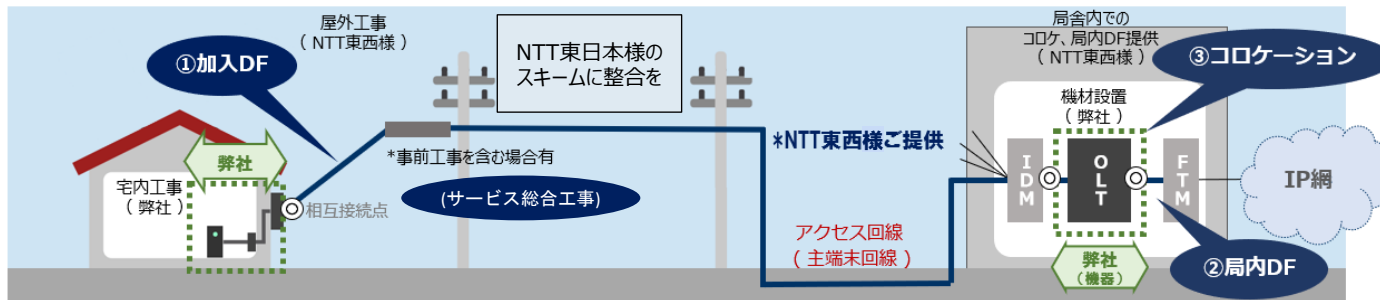 屋外工事
( NTT東西様 )
①加入DF
NTT東日本様の
スキームに整合を
局舎内での
コロケ、局内DF提供
( NTT東西様 )
③コロケーション
機材設置
( 弊社 )
*NTT東西様ご提供
*事前工事を含む場合有
弊社
宅内工事
( 弊社 )
(サービス総合工事)
相互接続点
IDM
OLT
FTM
IP網
アクセス回線
( 主端末回線 )
弊社
(機器)
②局内DF